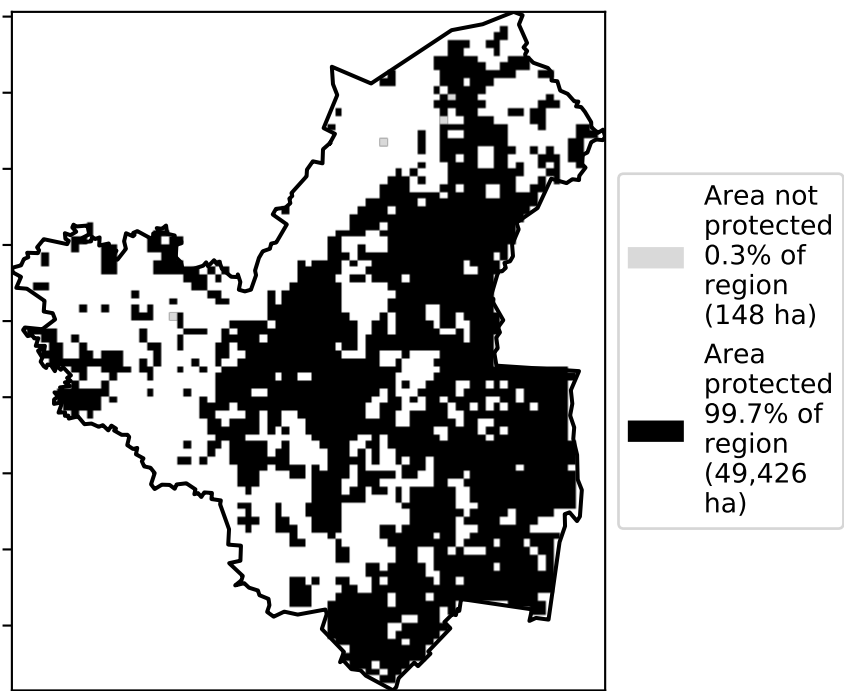 Area not
protected
0.3% of
region
(148 ha)
Area
protected
99.7% of
region
(49,426
ha)